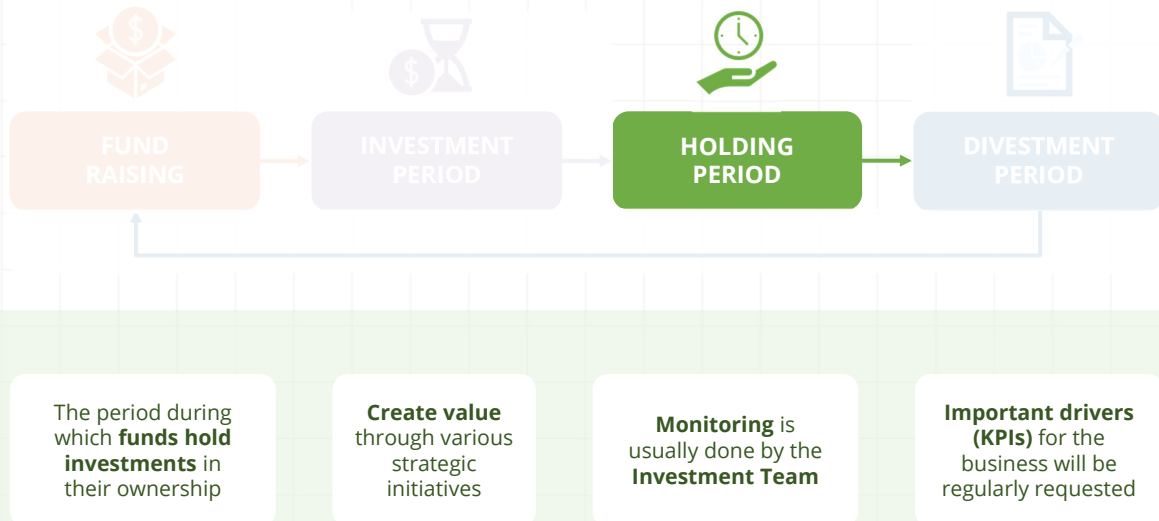 FUND
RAISING
INVESTMENT
PERIOD
HOLDING
PERIOD
DIVESTMENT
PERIOD
The period during
which funds hold
investments in
their ownership
Create value
through various
strategic
initiatives
Monitoring is
usually done by the
Investment Team
Important drivers
(KPIs) for the
business will be
regularly requested